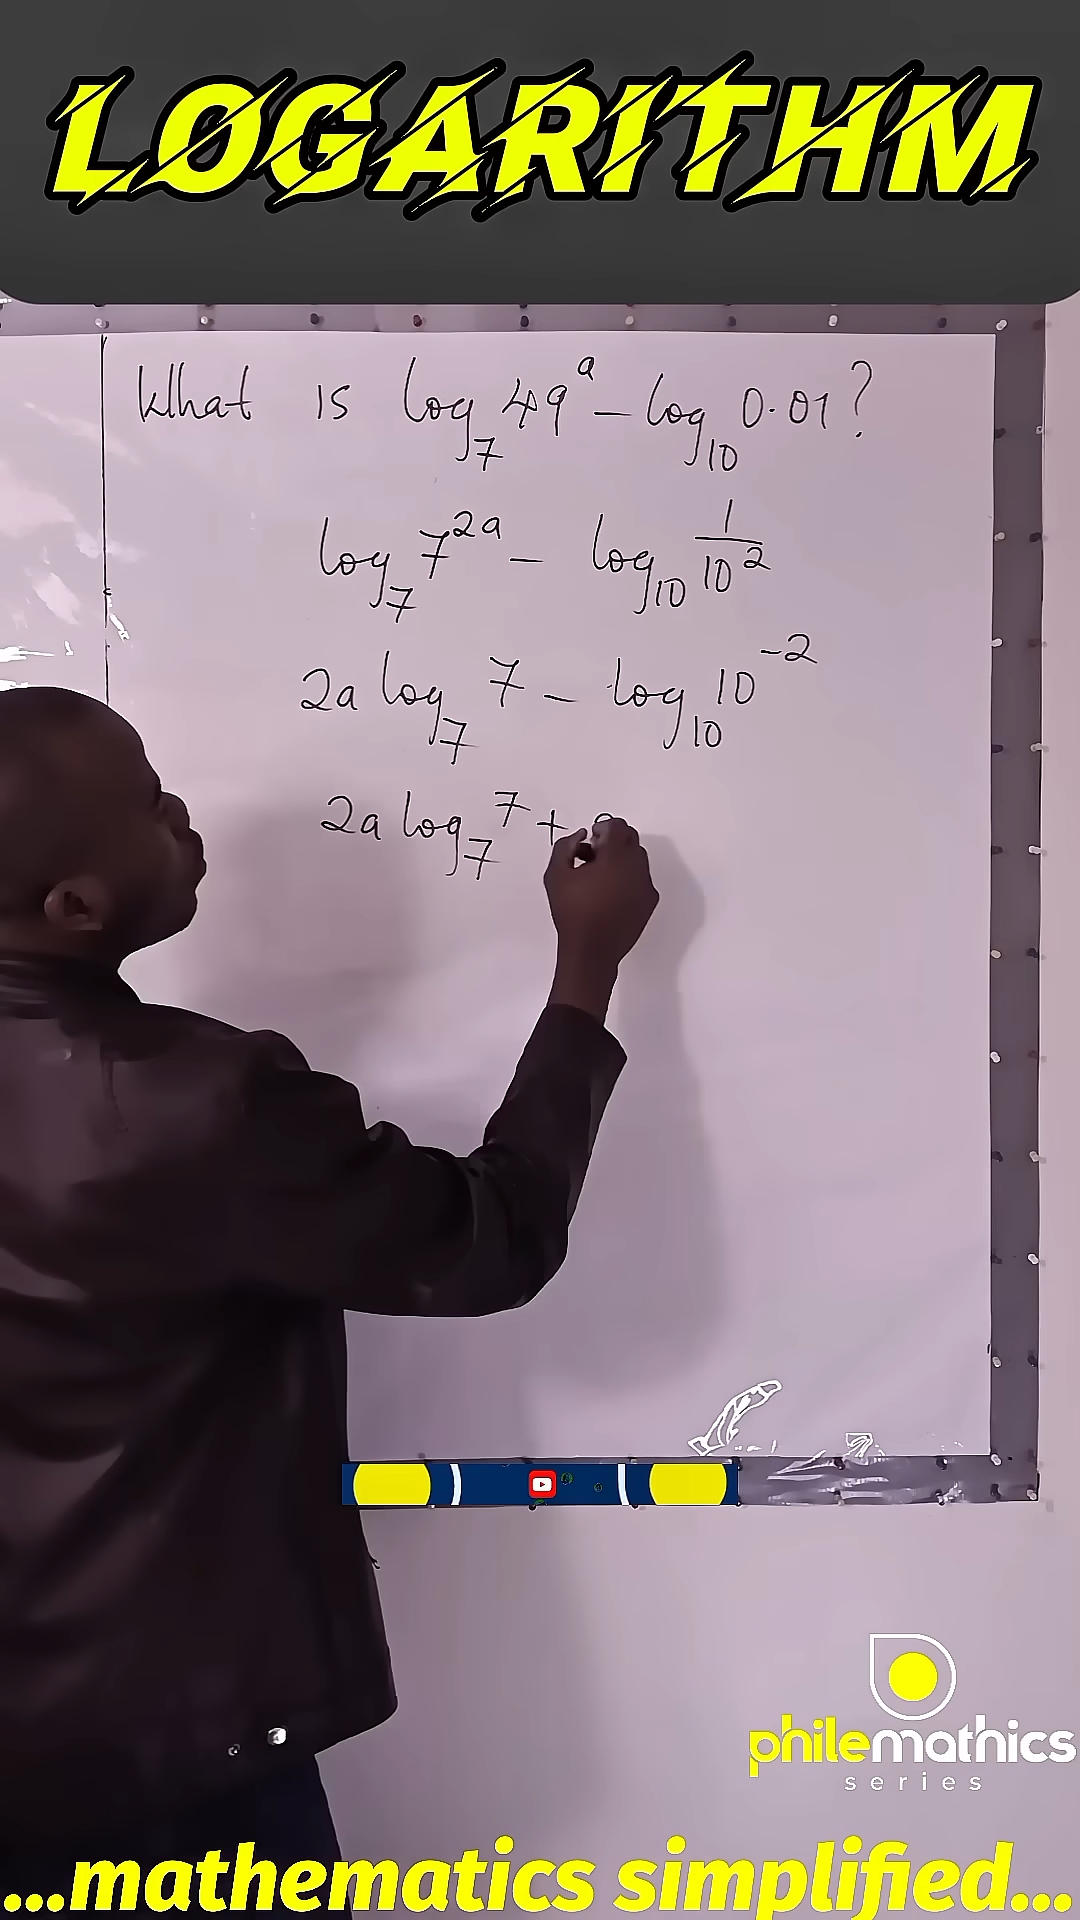 LOGARITHM
What is log₇ 49ᵃ – log₁₀ 0.01?
log₇ 7²ᵃ – log₁₀ 1/10²
2a log₇ 7 – log₁₀ 10⁻²
2a log₇ 7 +
philemathics
series
...mathematics simplified...